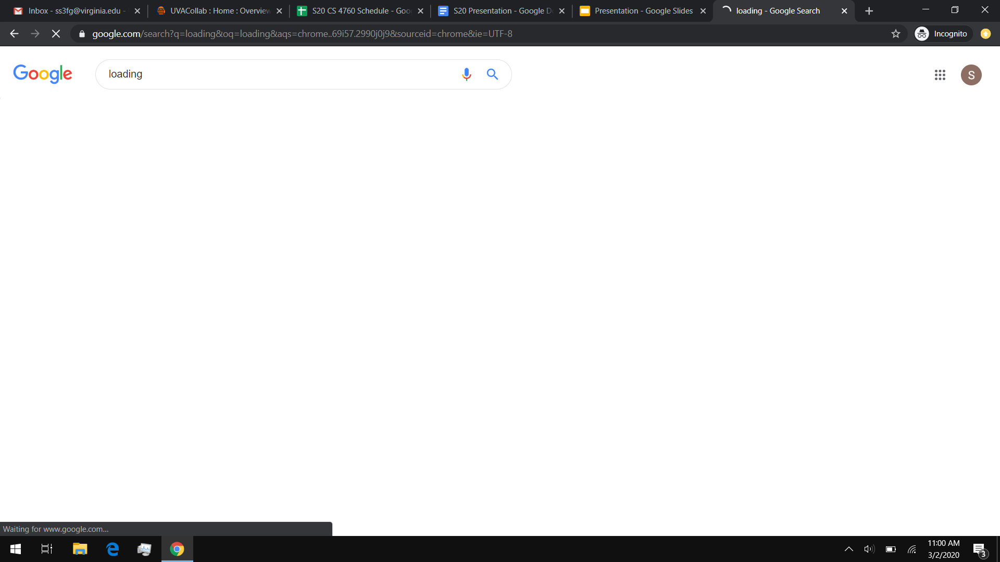 Inbox - ss3fg@virginia.edu -
UVACollab : Home : Overview
S20 CS 4760 Schedule - Goo
S20 Presentation - Google D
Presentation - Google Slides
loading - Google Search
google.com/search?q=loading&oq=loading&aqs=chrome..69i57.2990j0j9&sourceid=chrome&ie=UTF-8
Incognito
Google
loading
S
Waiting for www.google.com...
11:00 AM
3/2/2020
3